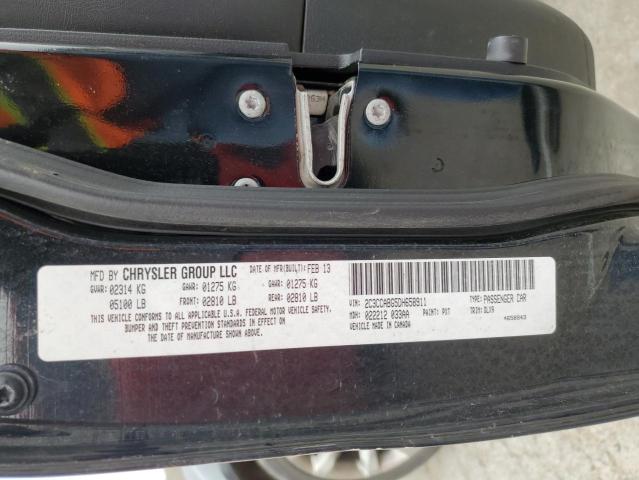 MFD BY CHRYSLER GROUP LLC DATE OF MFR(BUILT): FEB 13
GVWR: 02314 KG GAWR: 01275 KG GAWR: 01275 KG
05100 LB FRONT: 02810 LB REAR: 02810 LB
THIS VEHICLE CONFORMS TO ALL APPLICABLE U.S.A. FEDERAL MOTOR VEHICLE SAFETY,
BUMPER AND THEFT PREVENTION STANDARDS IN EFFECT ON
THE DATE OF MANUFACTURE SHOWN ABOVE.
VIN: 2C3CCABG5DH658911 TYPE: PASSENGER CAR
MDH: 022212 033AA PAINT: PDT TRIM: DLX9
VEHICLE MADE IN CANADA 4658943